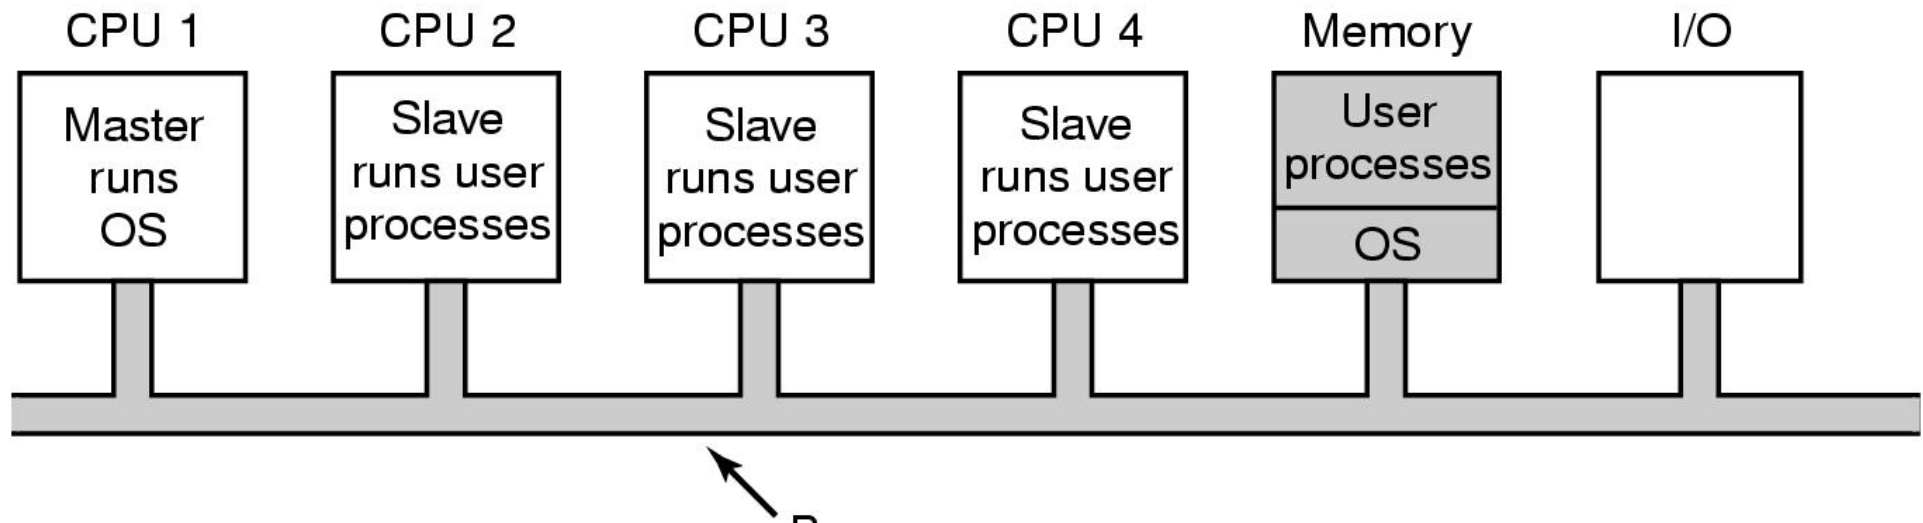 CPU 1
CPU 2
CPU 3
CPU 4
Memory
I/O
Master
runs
OS
Slave
runs user
processes
Slave
runs user
processes
Slave
runs user
processes
User
processes
OS